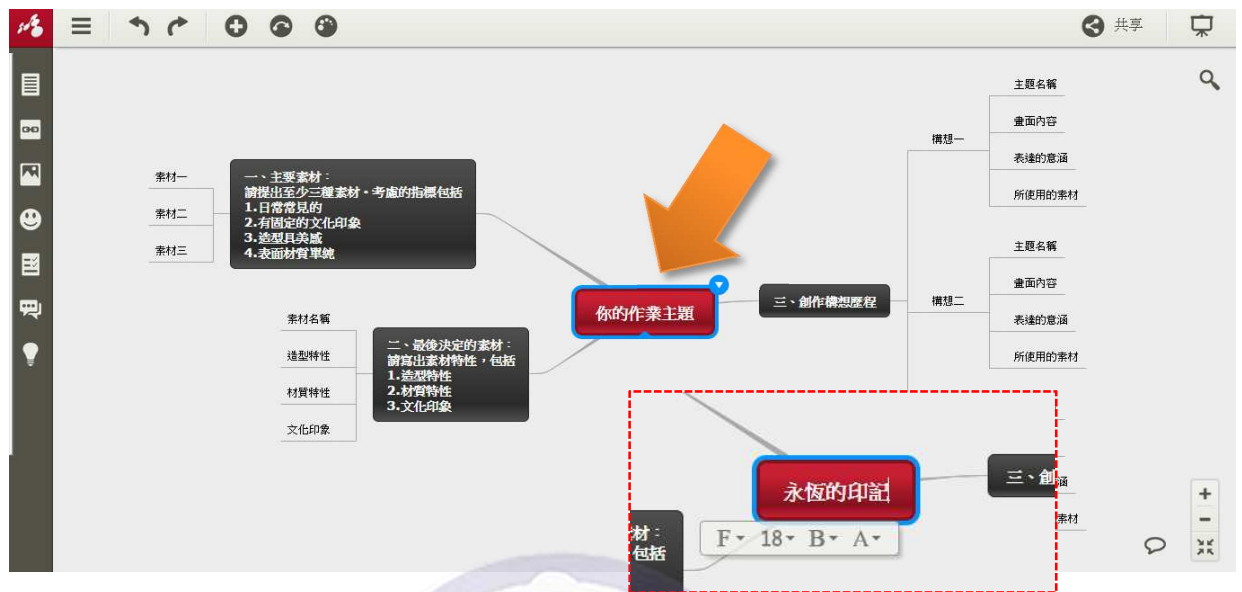 共享
素材一
素材二
素材三
一、主要素材：
請提出至少三種素材，考慮的指標包括
1.日常常見的
2.有固定的文化印象
3.造型具美感
4.表面材質單純
素材名稱
造型特性
材質特性
文化印象
二、最後決定的素材：
請寫出素材特性，包括
1.造型特性
2.材質特性
3.文化印象
你的作業主題
三、創作構想歷程
構想一
主題名稱
畫面內容
表達的意涵
所使用的素材
構想二
主題名稱
畫面內容
表達的意涵
所使用的素材
永恆的印記
三、創
涵
素材
材：
包括
F 18 B A